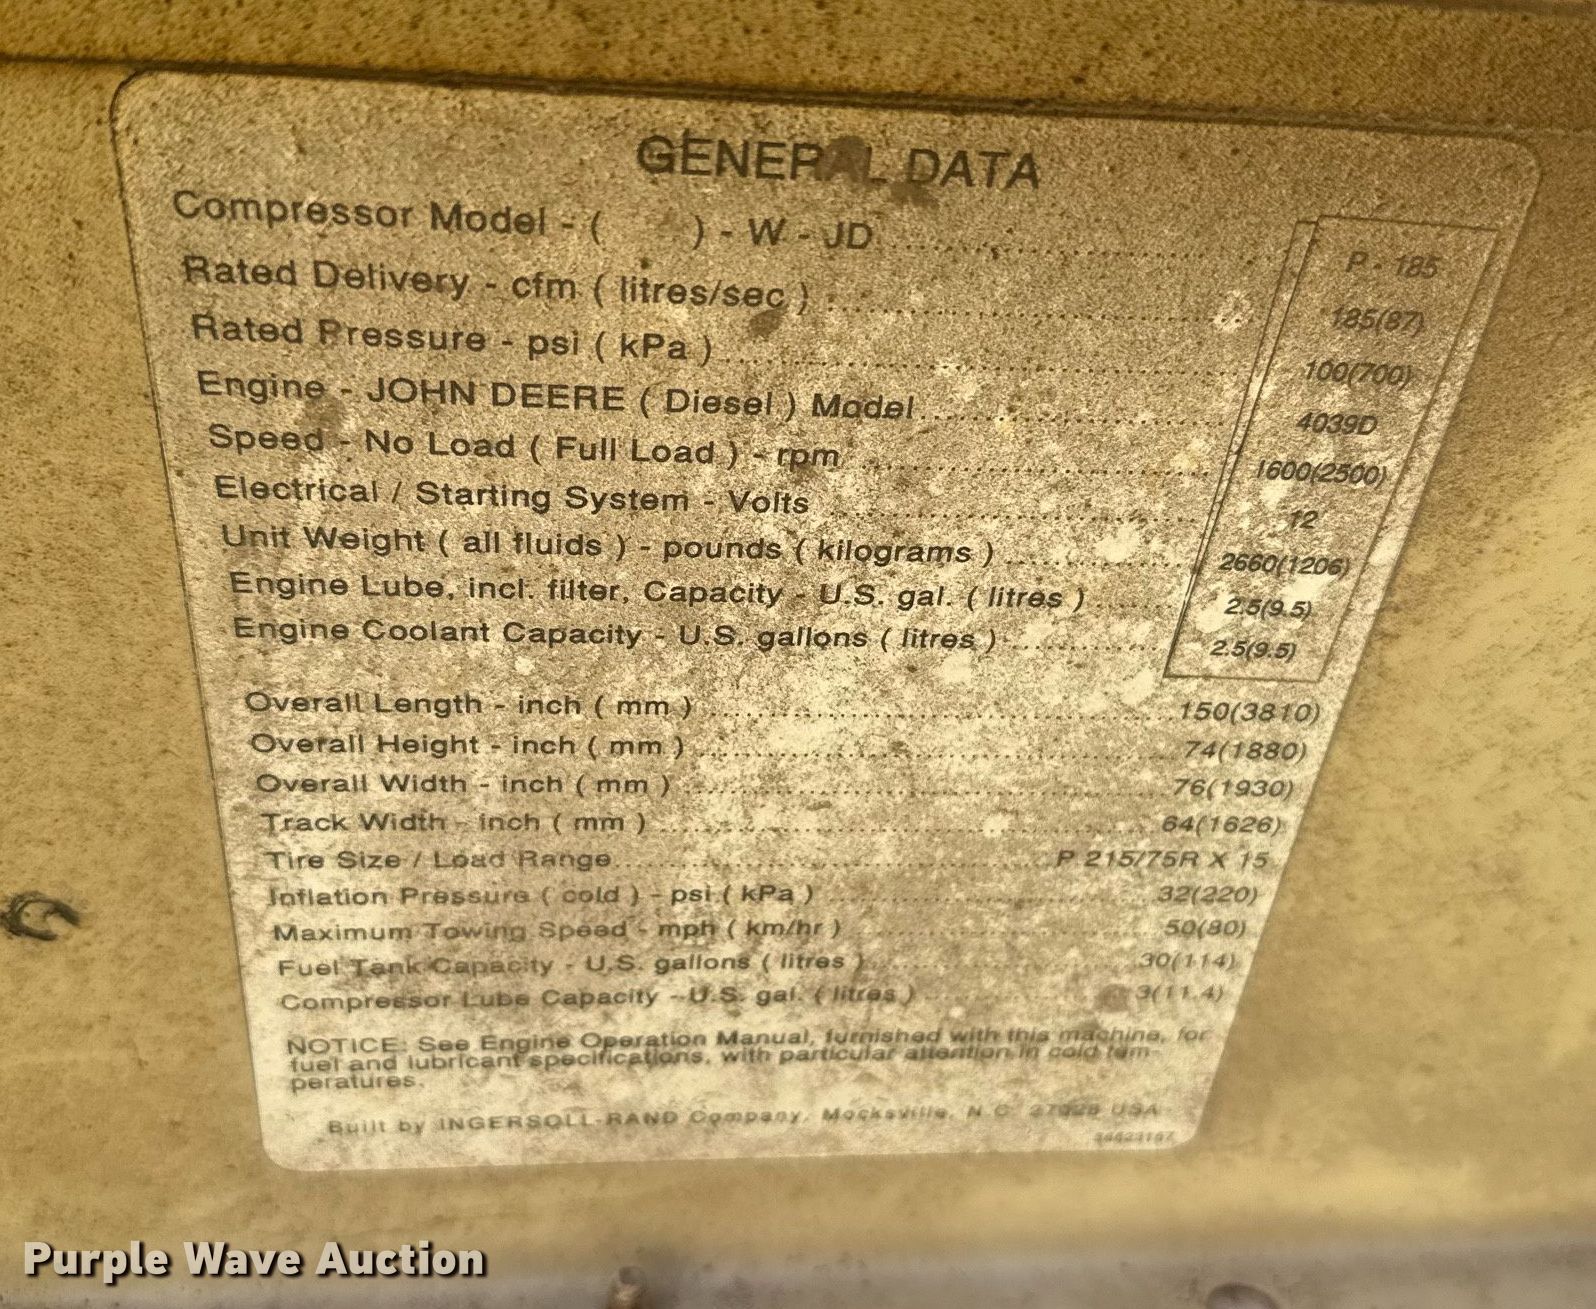 GENERAL DATA
Compressor Model - (      ) - W - JD .......... P - 185
Rated Delivery - cfm ( litres/sec ) .......... 185(87)
Rated Pressure - psi ( kPa ) .......... 100(700)
Engine - JOHN DEERE ( Diesel ) Model .......... 4039D
Speed - No Load ( Full Load ) - rpm .......... 1600(2500)
Electrical / Starting System - Volts .......... 12
Unit Weight ( all fluids ) - pounds ( kilograms ) .......... 2660(1206)
Engine Lube, incl. filter, Capacity - U.S. gal. ( litres ) .......... 2.5(9.5)
Engine Coolant Capacity - U.S. gallons ( litres ) .......... 2.5(9.5)
Overall Length - inch ( mm ) .......... 150(3810)
Overall Height - inch ( mm ) .......... 74(1880)
Overall Width - inch ( mm ) .......... 76(1930)
Track Width - inch ( mm ) .......... 64(1626)
Tire Size / Load Range .......... P 215/75R X 15
Inflation Pressure ( cold ) - psi ( kPa ) .......... 32(220)
Maximum Towing Speed - mph ( km/hr ) .......... 50(80)
Fuel Tank Capacity - U.S. gallons ( litres ) .......... 30(114)
Compressor Lube Capacity - U.S. gal. ( litres ) .......... 3(11.4)
NOTICE: See Engine Operation Manual, furnished with this machine, for
fuel and lubricant specifications, with particular attention in cold tem-
peratures.
Built by INGERSOLL-RAND Company, Mocksville, N.C. 27028 USA
Purple Wave Auction